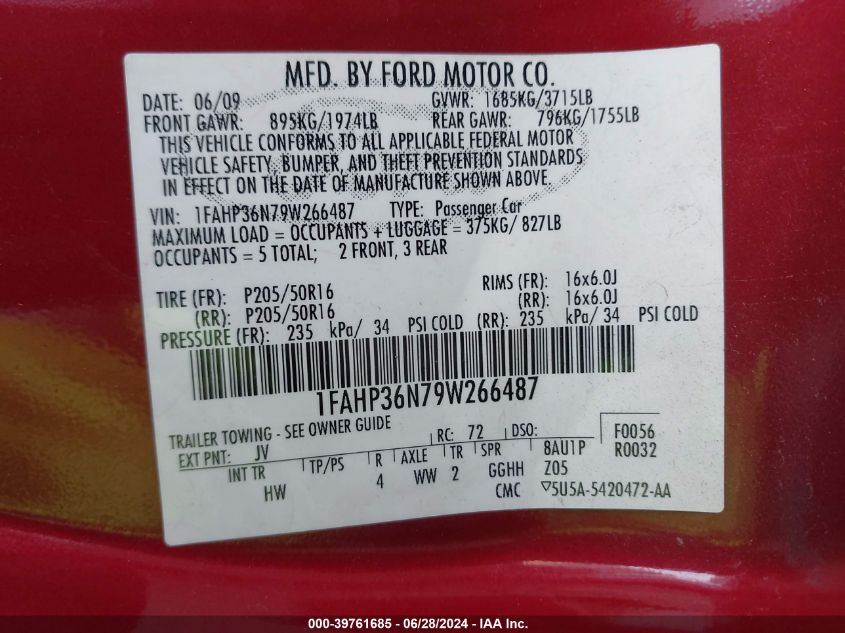 MFD. BY FORD MOTOR CO.
DATE: 06/09 GVWR: 1685KG/3715LB
FRONT GAWR: 895KG/1974LB REAR GAWR: 796KG/1755LB
THIS VEHICLE CONFORMS TO ALL APPLICABLE FEDERAL MOTOR
VEHICLE SAFETY, BUMPER, AND THEFT PREVENTION STANDARDS
IN EFFECT ON THE DATE OF MANUFACTURE SHOWN ABOVE.
VIN: 1FAHP36N79W266487 TYPE: Passenger Car
MAXIMUM LOAD = OCCUPANTS + LUGGAGE = 375KG/ 827LB
OCCUPANTS = 5 TOTAL; 2 FRONT, 3 REAR
TIRE (FR): P205/50R16 RIMS (FR): 16x6.0J
(RR): P205/50R16 (RR): 16x6.0J
PRESSURE (FR): 235 kPa/ 34 PSI COLD (RR): 235 kPa/ 34 PSI COLD
1FAHP36N79W266487
TRAILER TOWING - SEE OWNER GUIDE RC: 72 DSO: F0056
EXT PNT: JV 8AU1P R0032
INT TR TP/PS R AXLE TR SPR
HW 4 WW 2 GGHH Z05
CMC ▽5U5A-5420472-AA
000-39761685 - 06/28/2024 - IAA Inc.